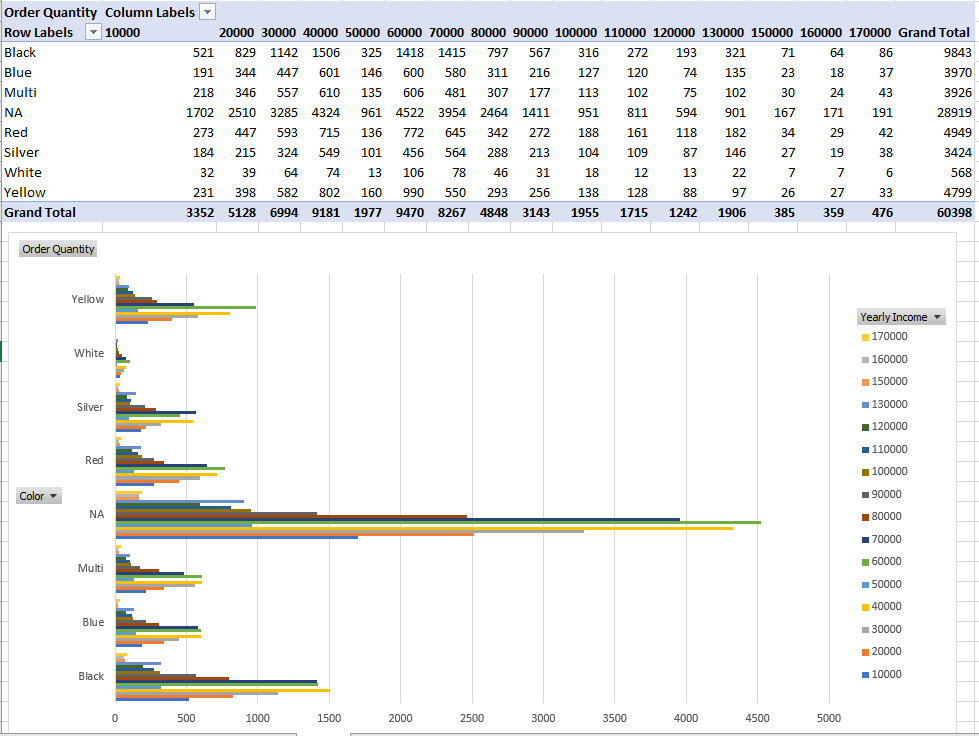 Order Quantity Column Labels
Row Labels 10000 20000 30000 40000 50000 60000 70000 80000 90000 100000 110000 120000 130000 150000 160000 170000 Grand Total
Black 521 829 1142 1506 325 1418 1415 797 567 316 272 193 321 71 64 86 9843
Blue 191 344 447 601 146 600 580 311 216 127 120 74 135 23 18 37 3970
Multi 218 346 557 610 135 606 481 307 177 113 102 75 102 30 24 43 3926
NA 1702 2510 3285 4324 961 4522 3954 2464 1411 951 811 594 901 167 171 191 28919
Red 273 447 593 715 136 772 645 342 272 188 161 118 182 34 29 42 4949
Silver 184 215 324 549 101 456 564 288 213 104 109 87 146 27 19 38 3424
White 32 39 64 74 13 106 78 46 31 18 12 13 22 7 7 6 568
Yellow 231 398 582 802 160 990 550 293 256 138 128 88 97 26 27 33 4799
Grand Total 3352 5128 6994 9181 1977 9470 8267 4848 3143 1955 1715 1242 1906 385 359 476 60398
Order Quantity
Yellow
White
Silver
Red
Color
NA
Multi
Blue
Black
0 500 1000 1500 2000 2500 3000 3500 4000 4500 5000
Yearly Income
170000
160000
150000
130000
120000
110000
100000
90000
80000
70000
60000
50000
40000
30000
20000
10000